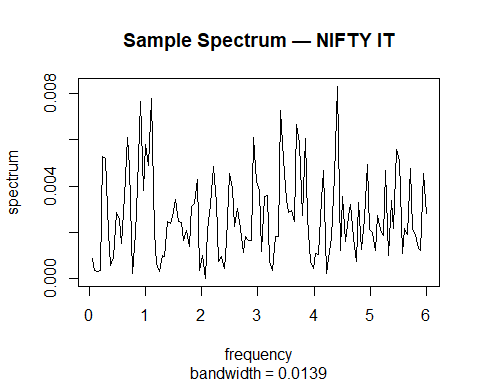 Sample Spectrum — NIFTY IT
spectrum
0.008
0.004
0.000
0 1 2 3 4 5 6
frequency
bandwidth = 0.0139